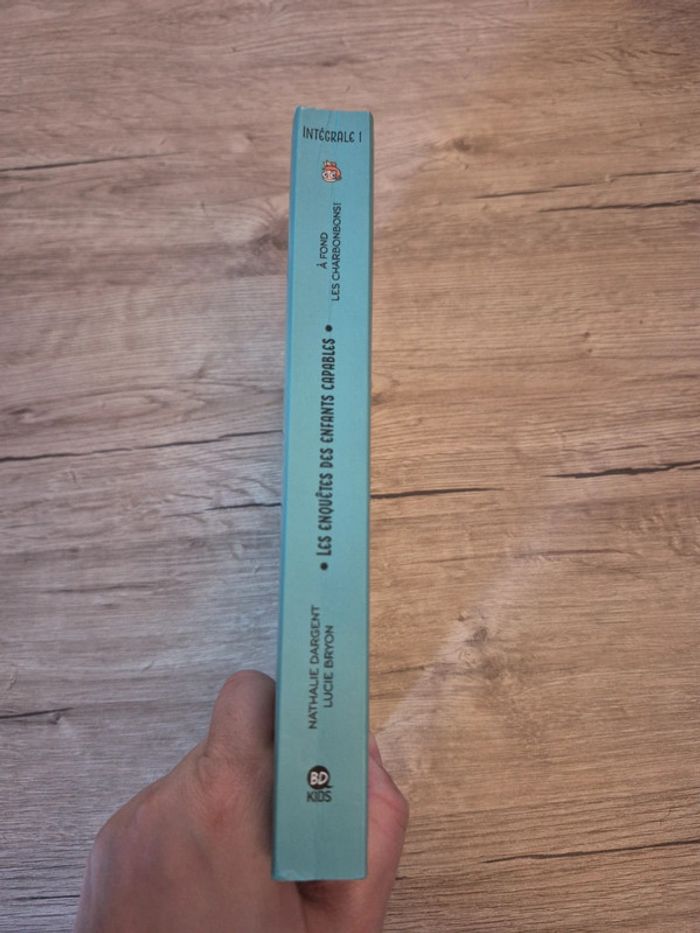 INTÉGRALE 1
À FOND
LES CHARBONBONS!
• LES ENQUÊTES DES ENFANTS CAPABLES •
NATHALIE DARGENT
LUCIE BRYON
BD
KIDS